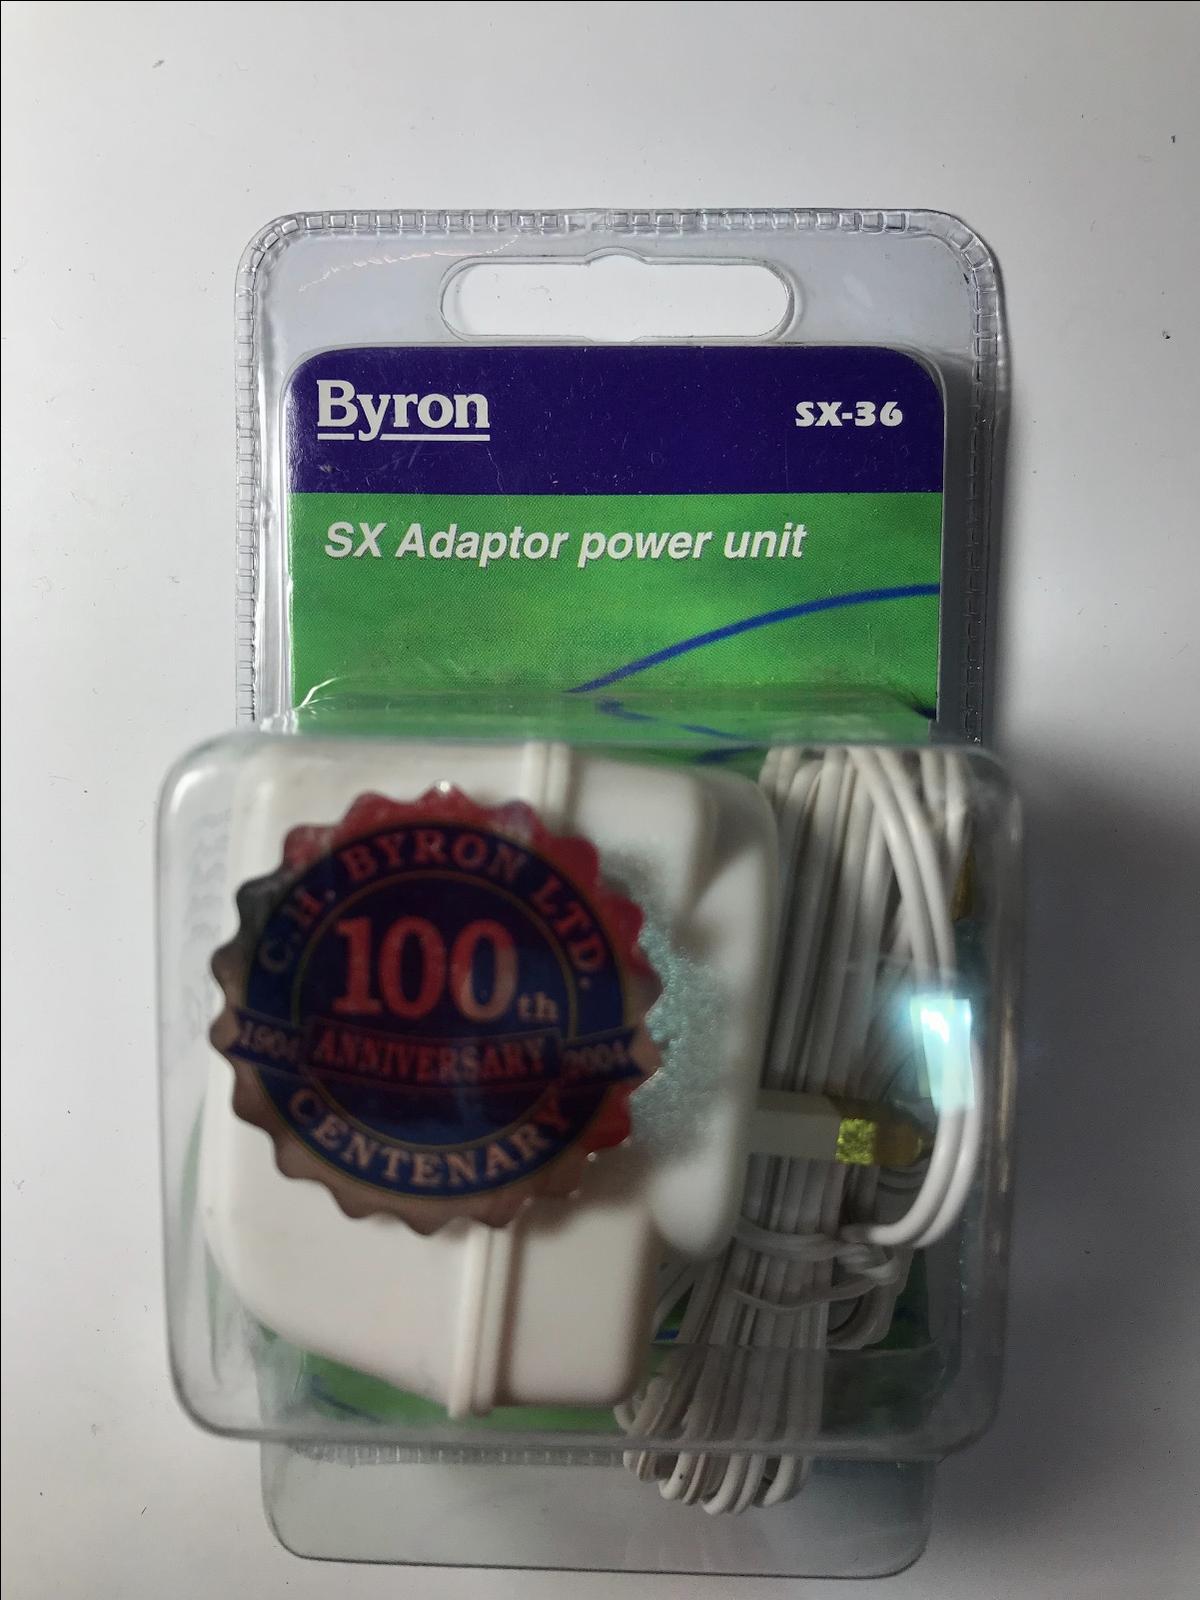 Byron
SX-36
SX Adaptor power unit
C.H. BYRON LTD.
100th
1904 ANNIVERSARY 2004
CENTENARY